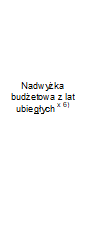 Nadwyżka
budżetowa z lat
ubiegłych x 6)